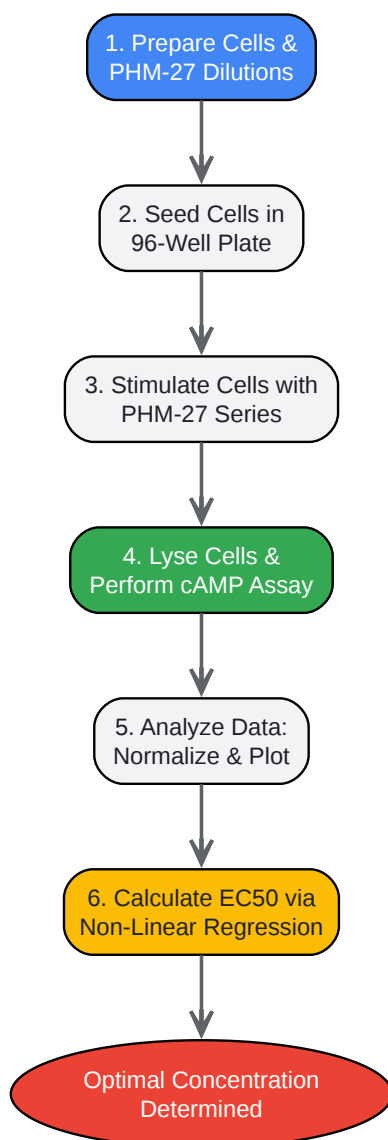 1. Prepare Cells &
PHM-27 Dilutions
2. Seed Cells in
96-Well Plate
3. Stimulate Cells with
PHM-27 Series
4. Lyse Cells &
Perform cAMP Assay
5. Analyze Data:
Normalize & Plot
6. Calculate EC50 via
Non-Linear Regression
Optimal Concentration
Determined